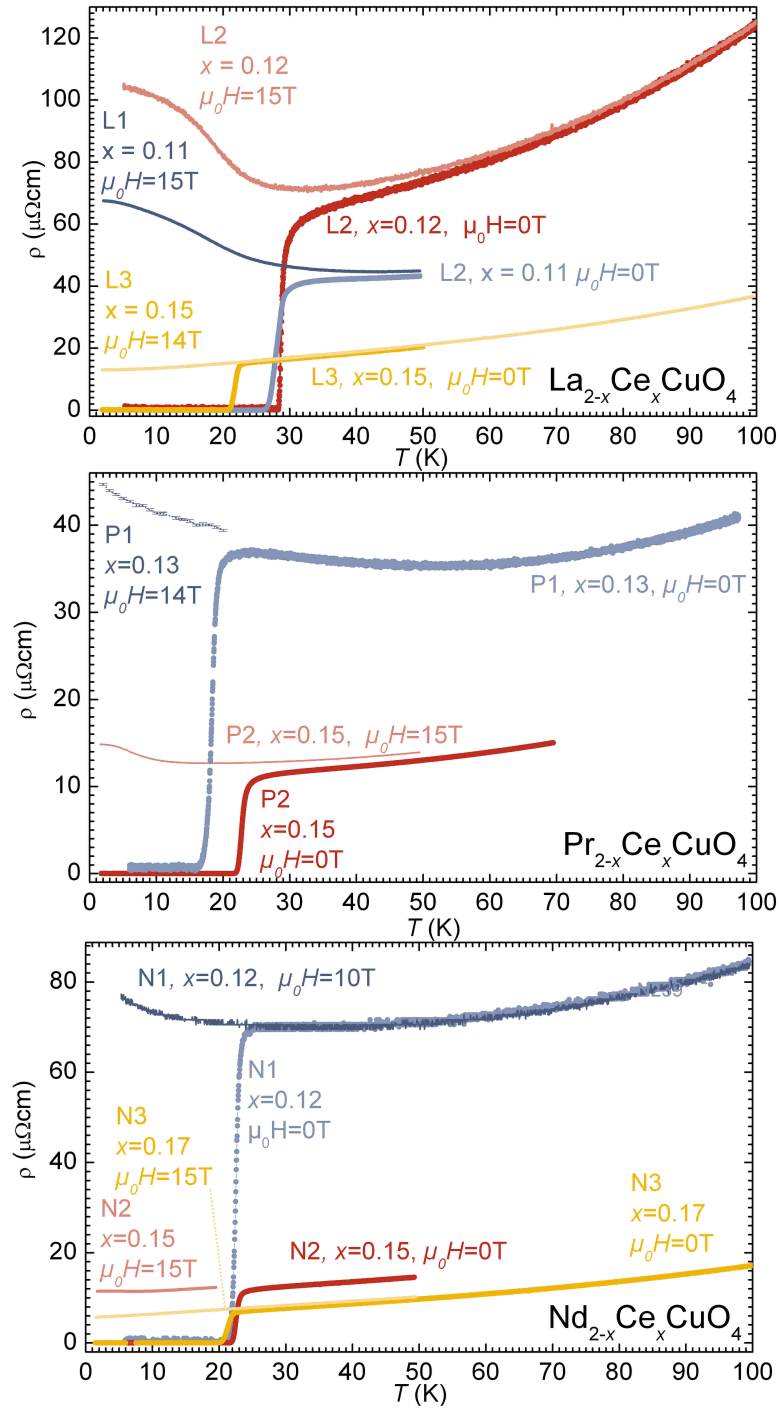 120
100
80
60
40
20
0
ρ (μΩcm)
L2
x = 0.12
μ₀H=15T
L1
x = 0.11
μ₀H=15T
L3
x = 0.15
μ₀H=14T
L2, x=0.12, μ₀H=0T
L2, x = 0.11 μ₀H=0T
L3, x=0.15, μ₀H=0T
La₂₋ₓCeₓCuO₄
0 10 20 30 40 50 60 70 80 90 100
T (K)
40
30
20
10
0
ρ (μΩcm)
P1
x=0.13
μ₀H=14T
P1, x=0.13, μ₀H=0T
P2, x=0.15, μ₀H=15T
P2
x=0.15
μ₀H=0T
Pr₂₋ₓCeₓCuO₄
0 10 20 30 40 50 60 70 80 90 100
T (K)
80
60
40
20
0
ρ (μΩcm)
N1, x=0.12, μ₀H=10T
N1
x=0.12
μ₀H=0T
N3
x=0.17
μ₀H=15T
N2
x=0.15
μ₀H=15T
N2, x=0.15, μ₀H=0T
N3
x=0.17
μ₀H=0T
Nd₂₋ₓCeₓCuO₄
0 10 20 30 40 50 60 70 80 90 100
T (K)